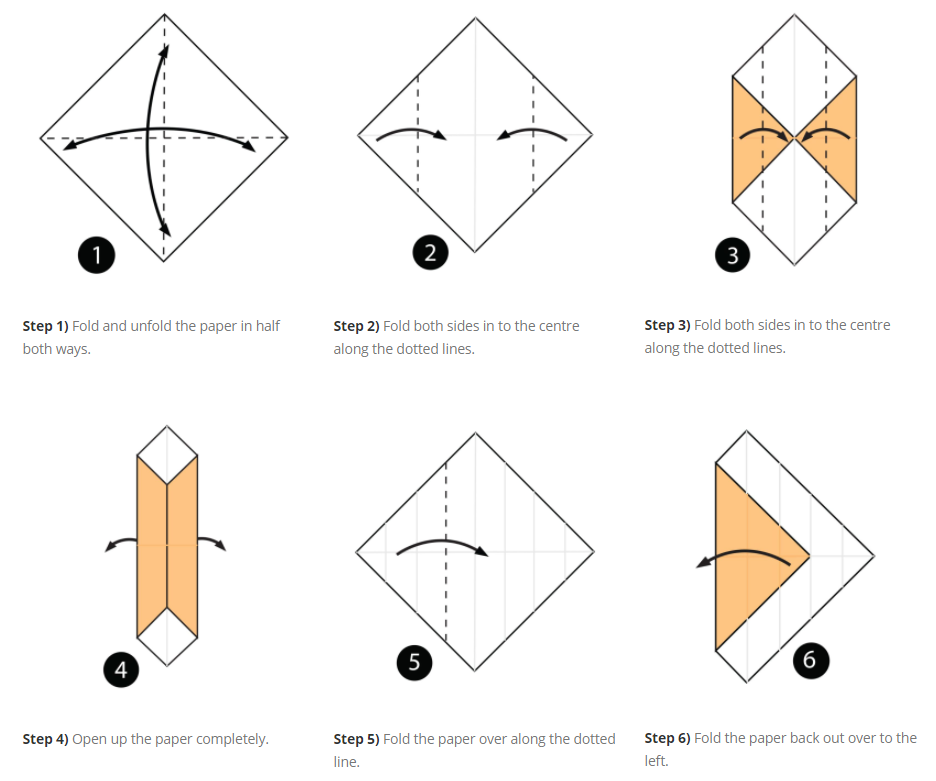 1
2
3
Step 1) Fold and unfold the paper in half
both ways.
Step 2) Fold both sides in to the centre
along the dotted lines.
Step 3) Fold both sides in to the centre
along the dotted lines.
4
5
6
Step 4) Open up the paper completely.
Step 5) Fold the paper over along the dotted
line.
Step 6) Fold the paper back out over to the
left.